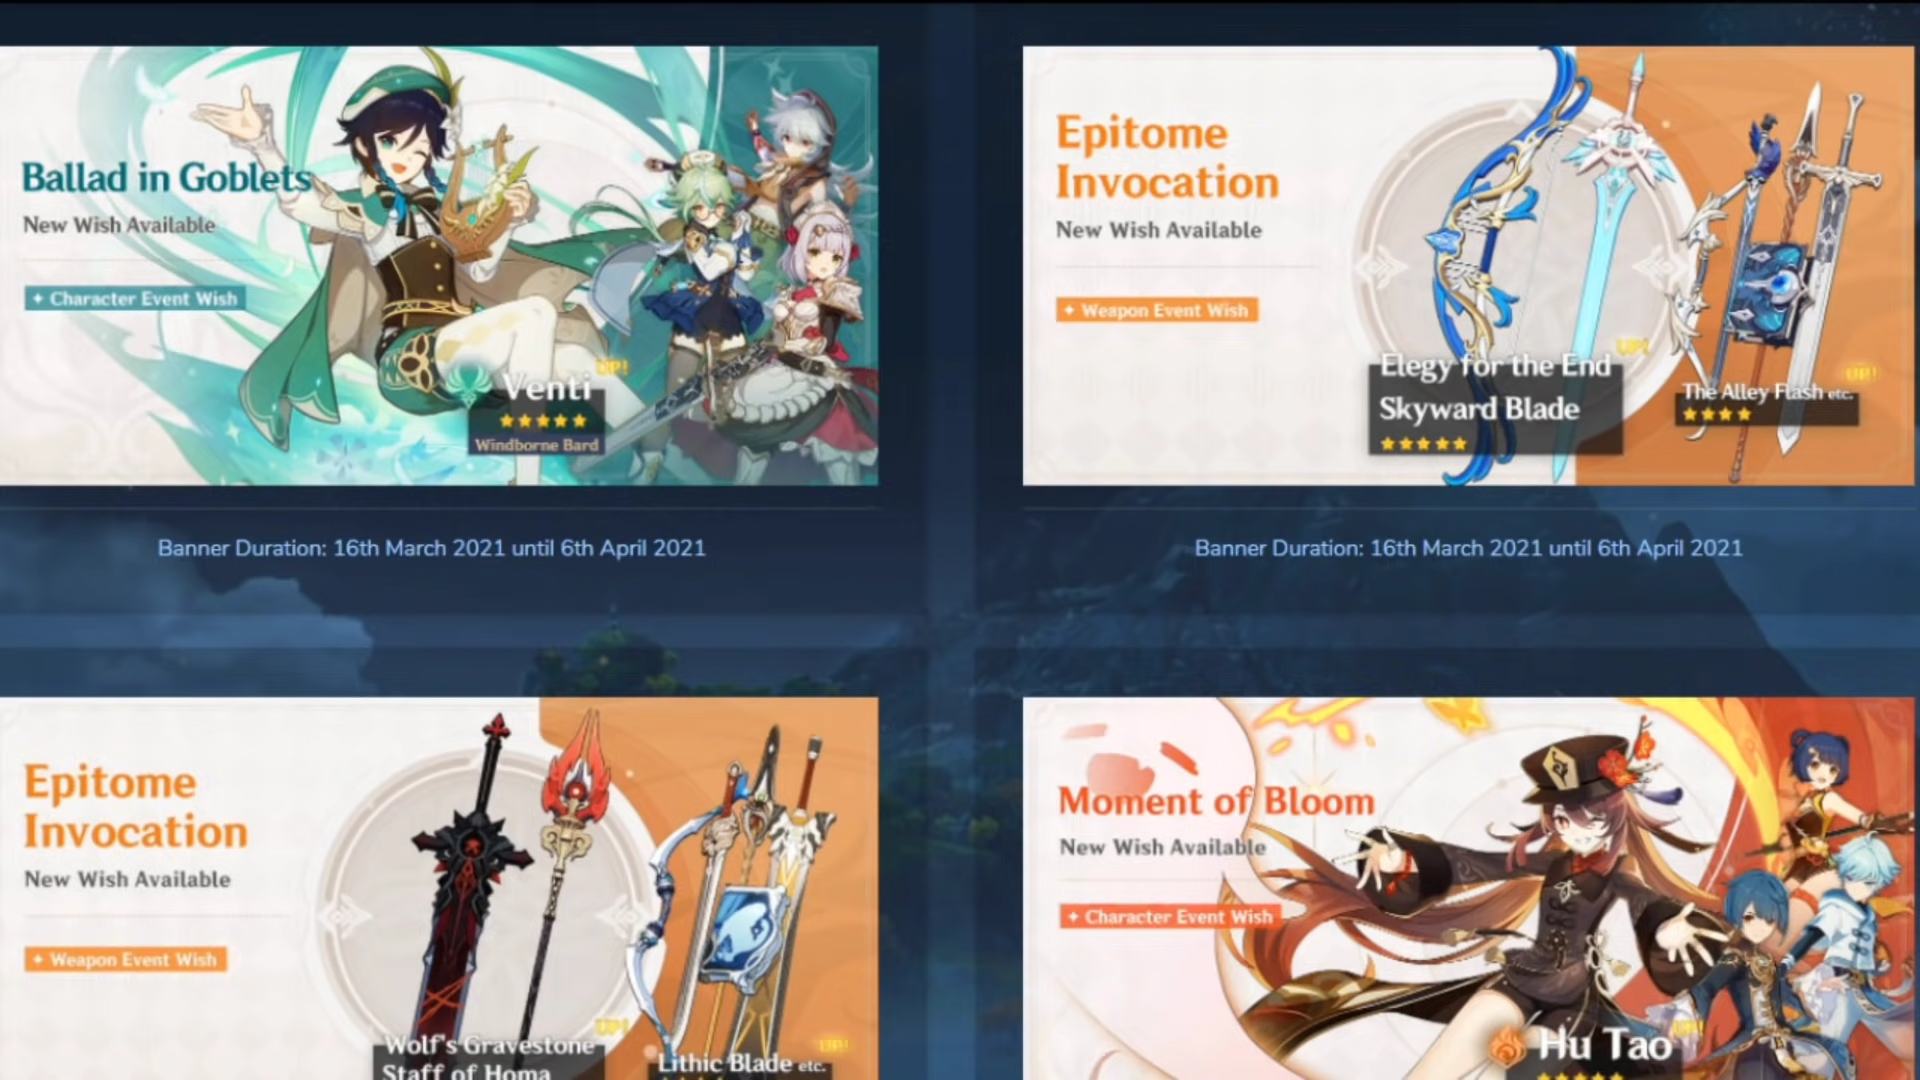 Ballad in Goblets
New Wish Available
✦ Character Event Wish
UP!
Venti
Windborne Bard
Banner Duration: 16th March 2021 until 6th April 2021
Epitome
Invocation
New Wish Available
✦ Weapon Event Wish
UP!
Elegy for the End
Skyward Blade
UP!
The Alley Flash etc.
Banner Duration: 16th March 2021 until 6th April 2021
Epitome
Invocation
New Wish Available
✦ Weapon Event Wish
UP!
Wolf's Gravestone
Staff of Homa
UP!
Lithic Blade etc.
Moment of Bloom
New Wish Available
✦ Character Event Wish
UP!
Hu Tao